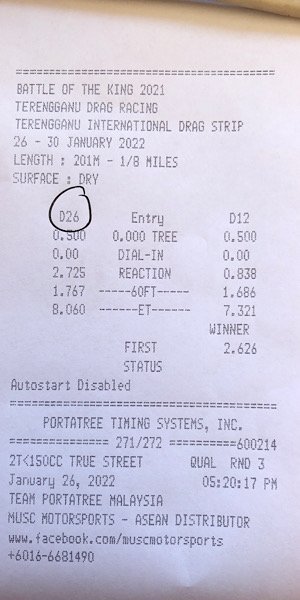 ==========================================
BATTLE OF THE KING 2021
TERENGGANU DRAG RACING
TERENGGANU INTERNATIONAL DRAG STRIP
26 - 30 JANUARY 2022
LENGTH : 201M - 1/8 MILES
SURFACE : DRY
D26 Entry D12
0.500 0.000 TREE 0.500
0.00 DIAL-IN 0.00
2.725 REACTION 0.838
1.767 -----60FT----- 1.686
8.060 ------ET------ 7.321
WINNER
FIRST 2.626
STATUS
Autostart Disabled
==========================================
PORTATREE TIMING SYSTEMS, INC.
=============== 271/272 ==========600214
2T<150CC TRUE STREET QUAL RND 3
January 26, 2022 05:20:17 PM
TEAM PORTATREE MALAYSIA
MUSC MOTORSPORTS - ASEAN DISTRIBUTOR
www.facebook.com/muscmotorsports
+6016-6681490